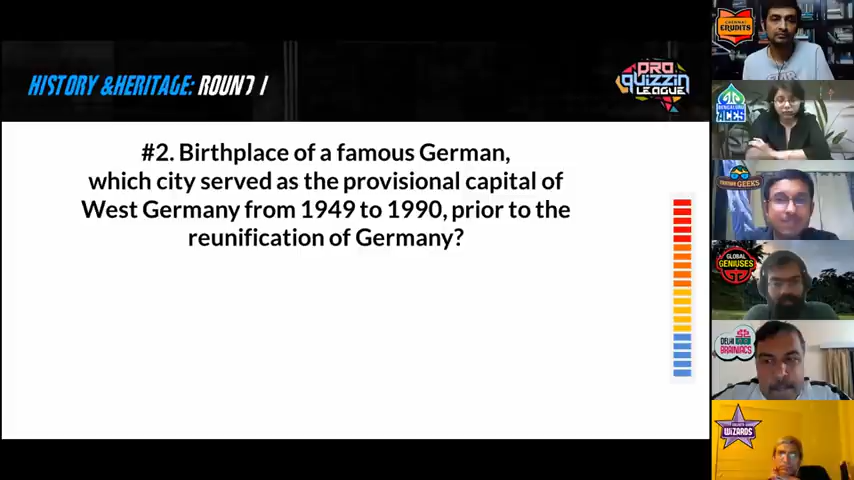 HISTORY &HERITAGE: ROUND 1
PRO
QUIZZIN
LEAGUE
#2. Birthplace of a famous German,
which city served as the provisional capital of
West Germany from 1949 to 1990, prior to the
reunification of Germany?
CHENNAI
ERUDITS
BENGALURU
ACES
GEEKS
GLOBAL
GENIUSES
DELHI
BRAINIACS
WIZARDS